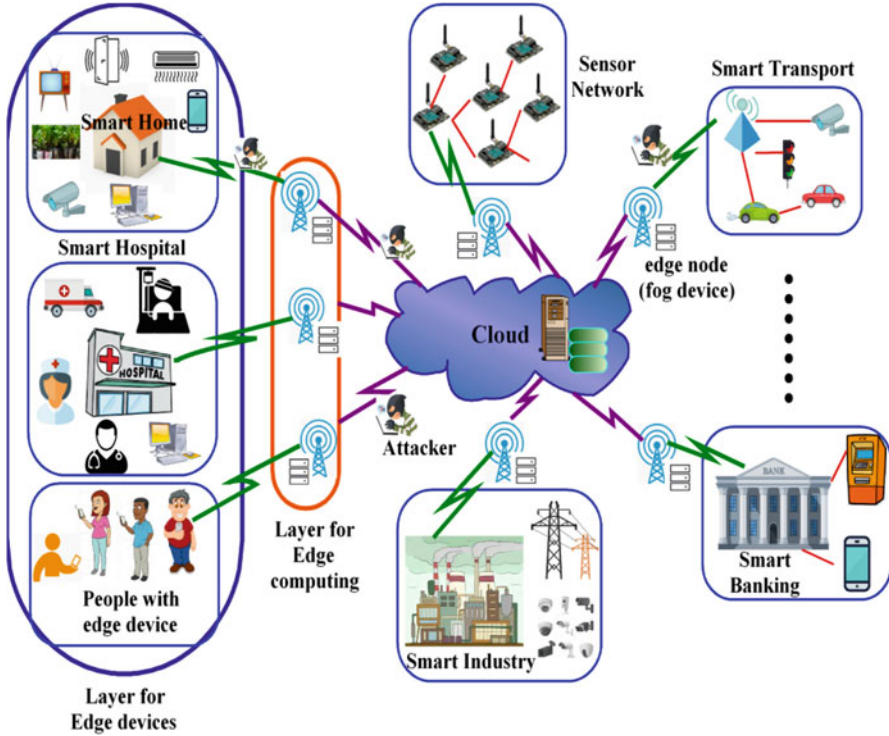 Smart Home
Smart Hospital
HOSPITAL
People with
edge device
Layer for
Edge devices
Layer for
Edge
computing
Sensor
Network
Cloud
Attacker
Smart Industry
Smart Transport
edge node
(fog device)
BANK
Smart
Banking